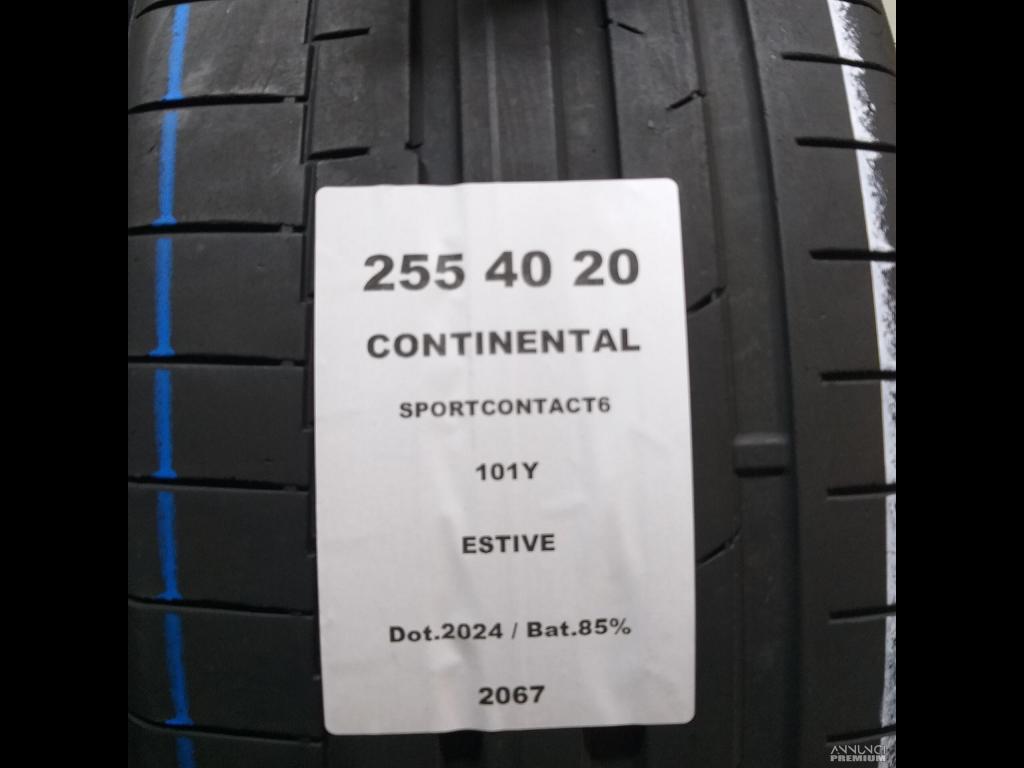 255 40 20
CONTINENTAL
SPORTCONTACT6
101Y
ESTIVE
Dot.2024 / Bat.85%
2067
ANNUNCI
PREMIUM